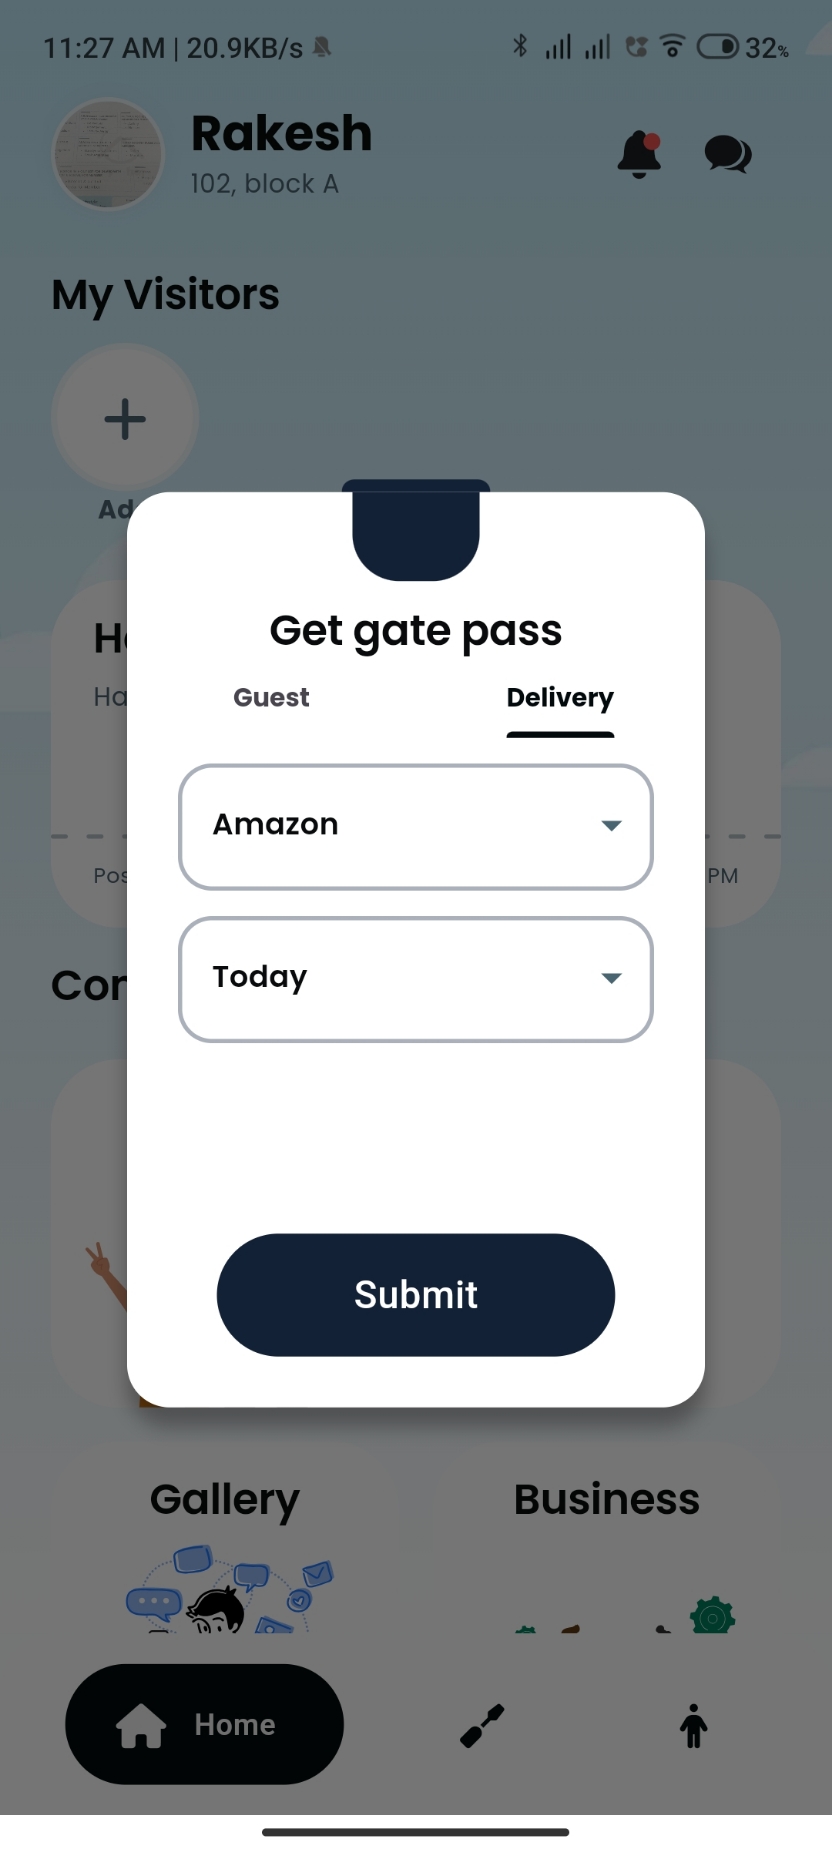 11:27 AM | 20.9KB/s 32%
Rakesh
102, block A
My Visitors
Ad
Get gate pass
Guest Delivery
Amazon
Today
Submit
Ha
Pos PM
Con
Gallery Business
Home